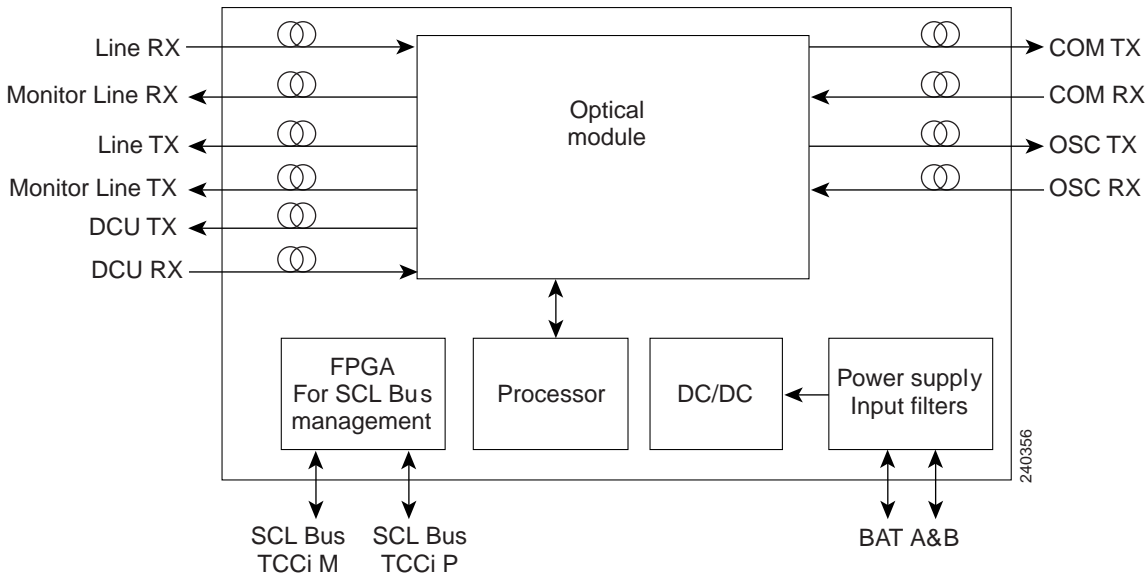 Line RX
Monitor Line RX
Line TX
Monitor Line TX
DCU TX
DCU RX
Optical
module
COM TX
COM RX
OSC TX
OSC RX
FPGA
For SCL Bus
management
Processor
DC/DC
Power supply
Input filters
240356
SCL Bus
TCCi M
SCL Bus
TCCi P
BAT A&B